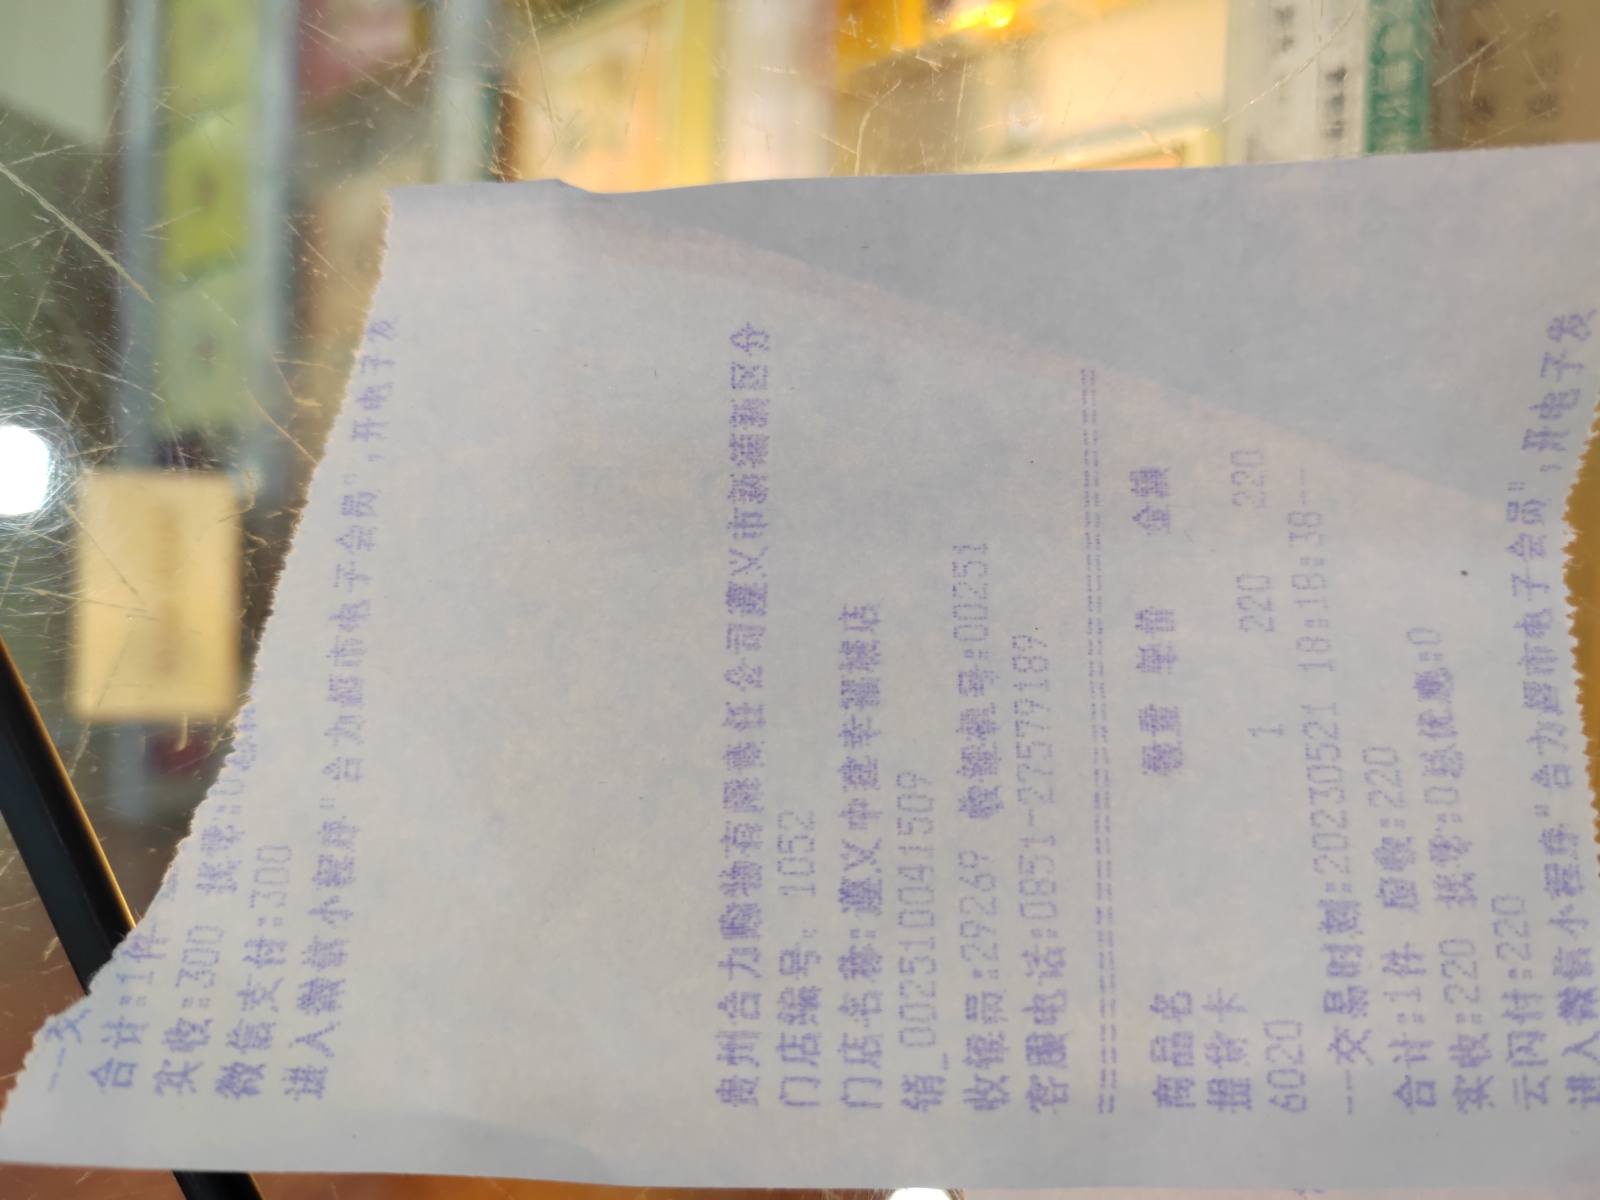 ---交
合计:1件
实收:300 找零:0
微信支付:300
进入微信小程序"合力超市电子会员",开电子发
贵州合力购物有限责任公司遵义市新蒲新区分
门店编号: 1052
门店名称:遵义中建幸福城店
销_002510041509
收银员:29269 收银机号:00251
客服电话:0851-27579189
========================================
商品名 数量 单价 金额
提货卡
6020 1 220 220
---交易时刻:20230521 18:18:38---
合计:1件 应收:220
实收:220 找零:0总优惠:0
云闪付:220
进入微信小程序"合力超市电子会员",开电子发